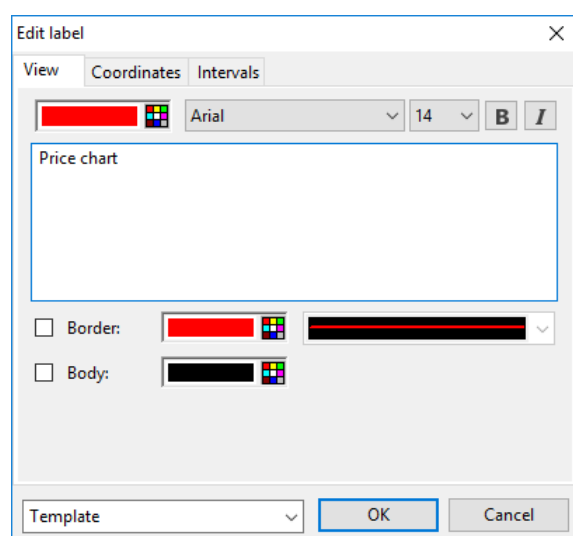 Edit label
View Coordinates Intervals
Arial 14 B I
Price chart
Border:
Body:
Template OK Cancel